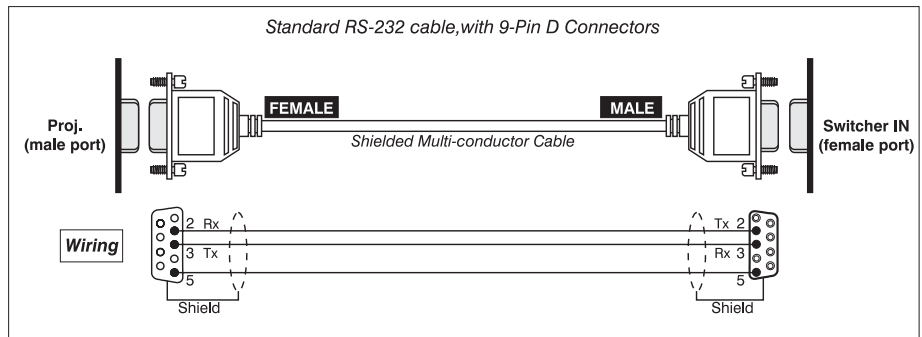 Standard RS-232 cable,with 9-Pin D Connectors
FEMALE
MALE
Proj.
(male port)
Switcher IN
(female port)
Shielded Multi-conductor Cable
Wiring
2 Rx
Tx 2
3 Tx
Rx 3
5
5
Shield
Shield